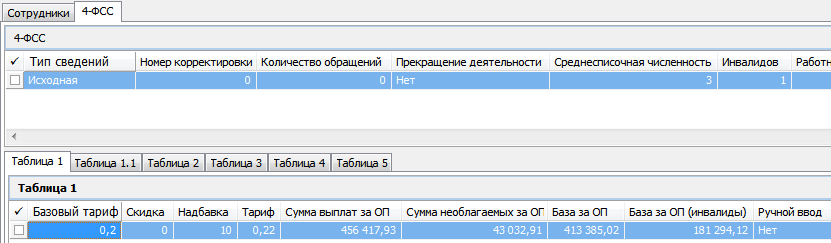 Сотрудники 4-ФСС
4-ФСС
✓ Тип сведений Номер корректировки Количество обращений Прекращение деятельности Среднесписочная численность Инвалидов Работн
Исходная 0 0 Нет 3 1
Таблица 1 Таблица 1.1 Таблица 2 Таблица 3 Таблица 4 Таблица 5
Таблица 1
✓ Базовый тариф Скидка Надбавка Тариф Сумма выплат за ОП Сумма необлагаемых за ОП База за ОП База за ОП (инвалиды) Ручной ввод
0,2 0 10 0,22 456 417,93 43 032,91 413 385,02 181 294,12 Нет